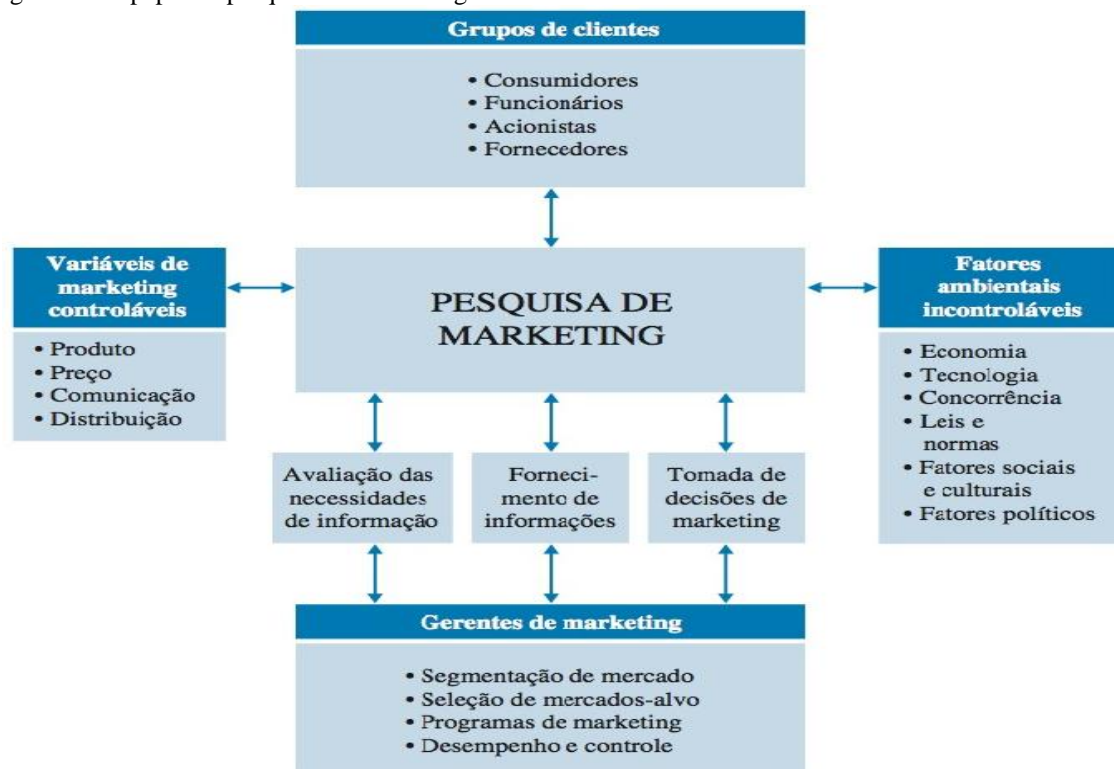 Grupos de clientes
• Consumidores
• Funcionários
• Acionistas
• Fornecedores
Variáveis de
marketing
controláveis
• Produto
• Preço
• Comunicação
• Distribuição
PESQUISA DE
MARKETING
Fatores
ambientais
incontroláveis
• Economia
• Tecnologia
• Concorrência
• Leis e
normas
• Fatores sociais
e culturais
• Fatores políticos
Avaliação das
necessidades
de informação
Forneci-
mento de
informações
Tomada de
decisões de
marketing
Gerentes de marketing
• Segmentação de mercado
• Seleção de mercados-alvo
• Programas de marketing
• Desempenho e controle